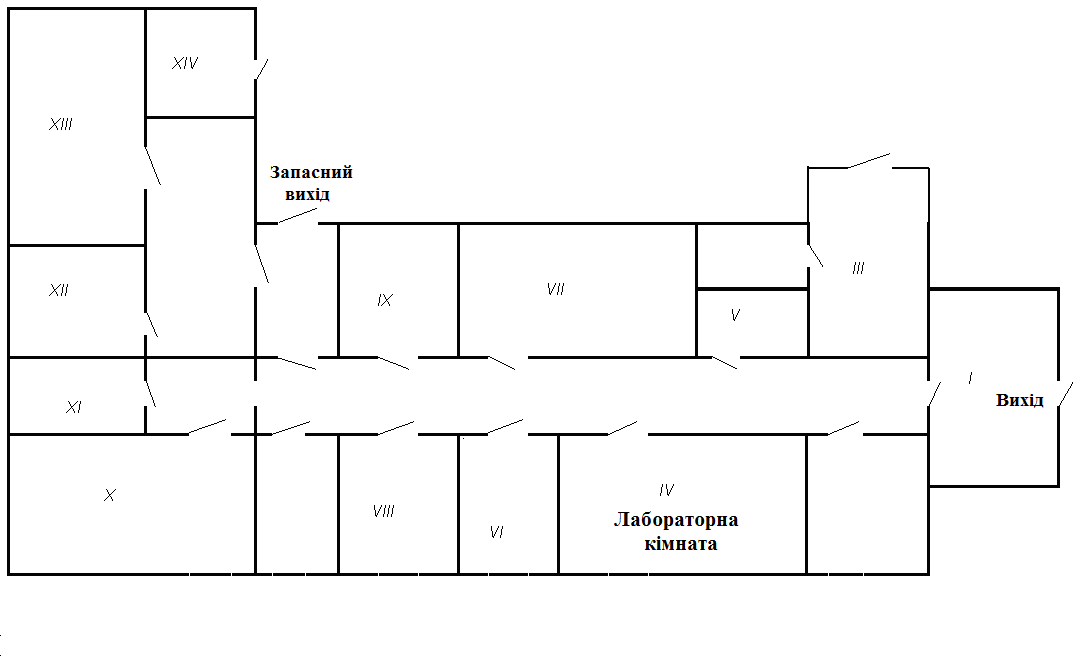 XIV
XIII
Запасний
вихід
III
XII
VII
IX
V
I
Вихід
XI
IV
X
VIII
Лабораторна
VI
кімната